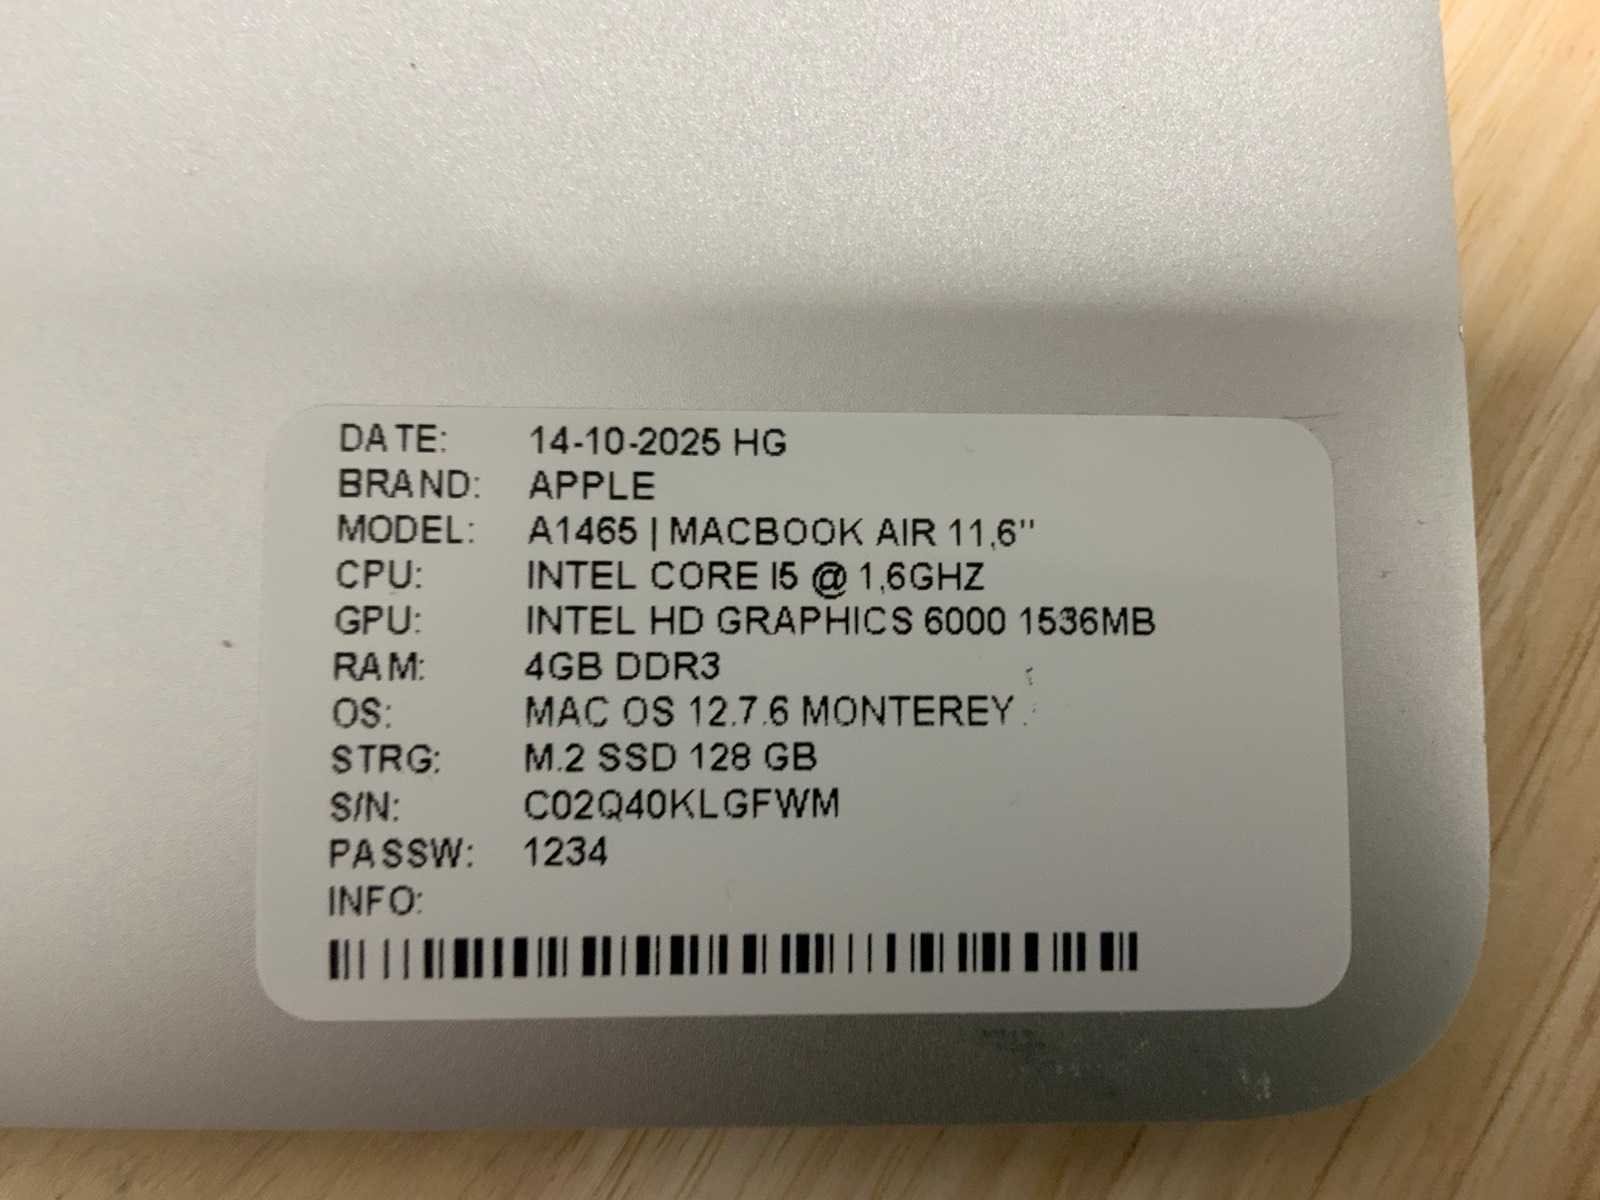 DATE: 14-10-2025 HG
BRAND: APPLE
MODEL: A1465 | MACBOOK AIR 11,6''
CPU: INTEL CORE I5 @ 1,6GHZ
GPU: INTEL HD GRAPHICS 6000 1536MB
RAM: 4GB DDR3
OS: MAC OS 12.7.6 MONTEREY
STRG: M.2 SSD 128 GB
S/N: C02Q40KLGFWM
PASSW: 1234
INFO: